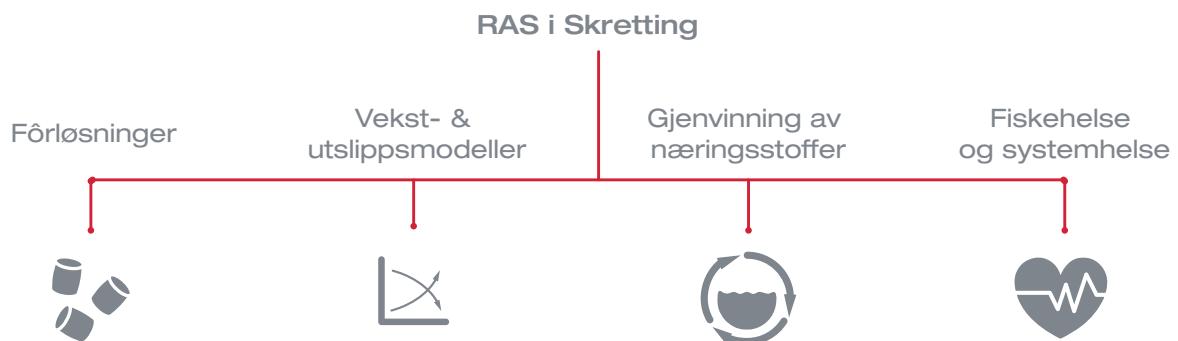 RAS i Skretting
Fôrløsninger
Vekst- &
utslippsmodeller
Gjenvinning av
næringsstoffer
Fiskehelse
og systemhelse